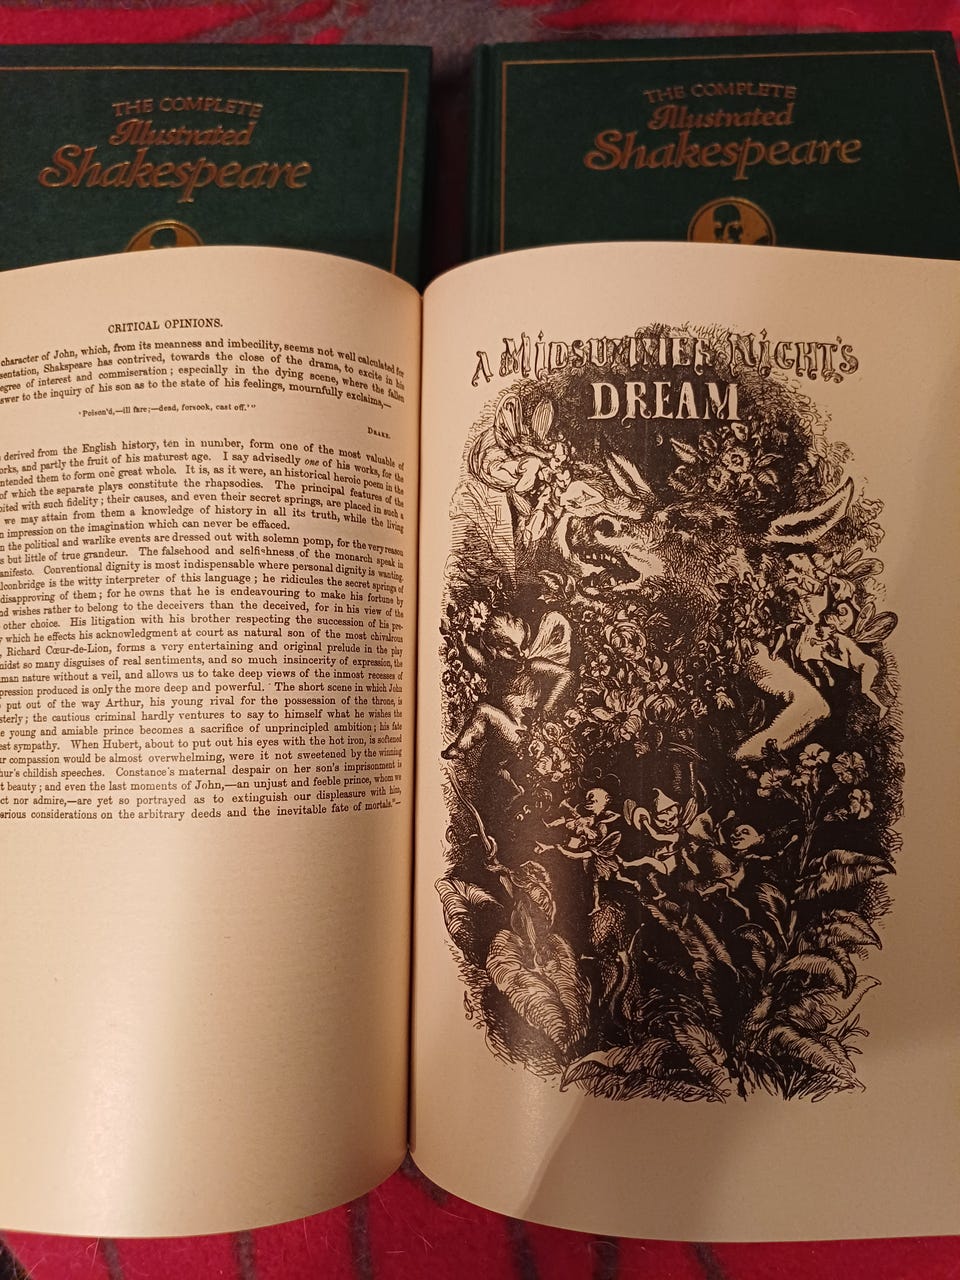 THE COMPLETE
Illustrated
Shakespeare
THE COMPLETE
Illustrated
Shakespeare
CRITICAL OPINIONS.
character of John, which, from its meanness and imbecility, seems not well calculated for
sentation, Shakspeare has contrived, towards the close of the drama, to excite in his
egree of interest and commiseration; especially in the dying scene, where the fallen
swer to the inquiry of his son as to the state of his feelings, mournfully exclaims,—
'Poison'd,—ill fare;—dead, forsook, cast off.'"
DRAKE.
derived from the English history, ten in number, form one of the most valuable of
orks, and partly the fruit of his maturest age. I say advisedly one of his works, for the
ntended them to form one great whole. It is, as it were, an historical heroic poem in the
of which the separate plays constitute the rhapsodies. The principal features of the
bited with such fidelity; their causes, and even their secret springs, are placed in such a
we may attain from them a knowledge of history in all its truth, while the living
n impression on the imagination which can never be effaced.
n the political and warlike events are dressed out with solemn pomp, for the very reason
s but little of true grandeur. The falsehood and selfishness of the monarch speak in
anifesto. Conventional dignity is most indispensable where personal dignity is wanting.
lconbridge is the witty interpreter of this language; he ridicules the secret springs of
disapproving of them; for he owns that he is endeavouring to make his fortune by
nd wishes rather to belong to the deceivers than the deceived, for in his view of the
other choice. His litigation with his brother respecting the succession of his pre-
y which he effects his acknowledgment at court as natural son of the most chivalrous
, Richard Cœur-de-Lion, forms a very entertaining and original prelude in the play
midst so many disguises of real sentiments, and so much insincerity of expression, the
man nature without a veil, and allows us to take deep views of the inmost recesses of
pression produced is only the more deep and powerful. The short scene in which John
put out of the way Arthur, his young rival for the possession of the throne, is
sterly; the cautious criminal hardly ventures to say to himself what he wishes the
e young and amiable prince becomes a sacrifice of unprincipled ambition; his fate
est sympathy. When Hubert, about to put out his eyes with the hot iron, is softened
ur compassion would be almost overwhelming, were it not sweetened by the winning
hur's childish speeches. Constance's maternal despair on her son's imprisonment is
t beauty; and even the last moments of John,—an unjust and feeble prince, whom we
ct nor admire,—are yet so portrayed as to extinguish our displeasure with him,
erious considerations on the arbitrary deeds and the inevitable fate of mortals."—
A MIDSUMMER NIGHT'S
DREAM